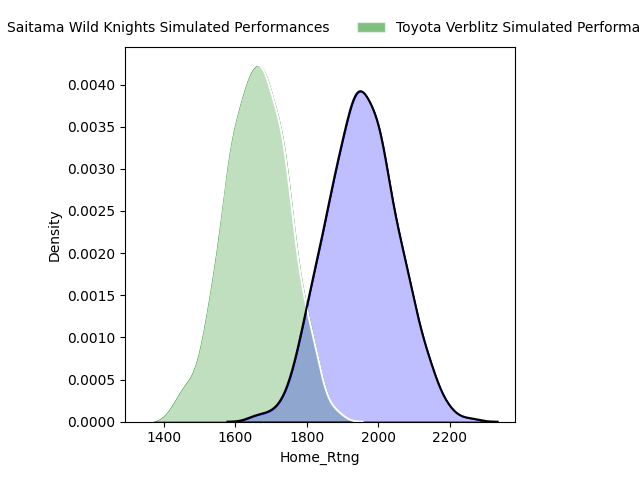 Saitama Wild Knights Simulated Performances
Toyota Verblitz Simulated Performa
0.0040
0.0035
0.0030
0.0025
0.0020
0.0015
0.0010
0.0005
0.0000
Density
1400 1600 1800 2000 2200
Home_Rtng